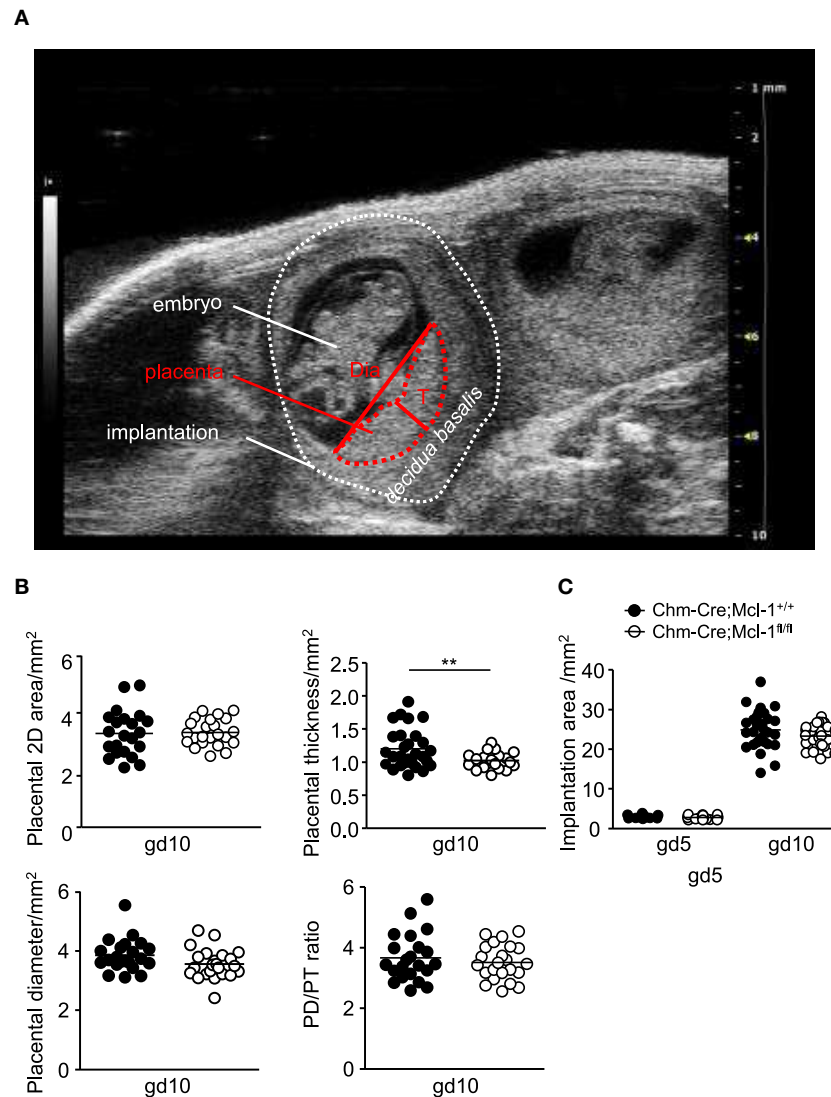 A
1 mm
2
4
6
8
10
embryo
placenta
implantation
Dia
T
decidua basalis
B
C
Chm-Cre;Mcl-1+/+
Chm-Cre;Mcl-1fl/fl
Placental 2D area/mm2
6
4
2
0
gd10
Placental thickness/mm2
2.5
2.0
1.5
1.0
0.5
0.0
**
gd10
Implantation area /mm2
40
30
20
10
0
gd5
gd10
gd5
Placental diameter/mm2
6
4
2
0
gd10
PD/PT ratio
6
4
2
0
gd10